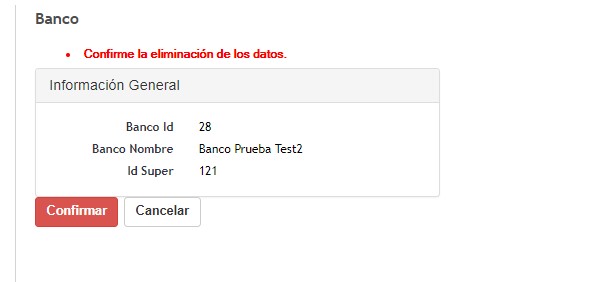 Banco
Confirme la eliminación de los datos.
Información General
Banco Id 28
Banco Nombre Banco Prueba Test2
Id Super 121
Confirmar Cancelar